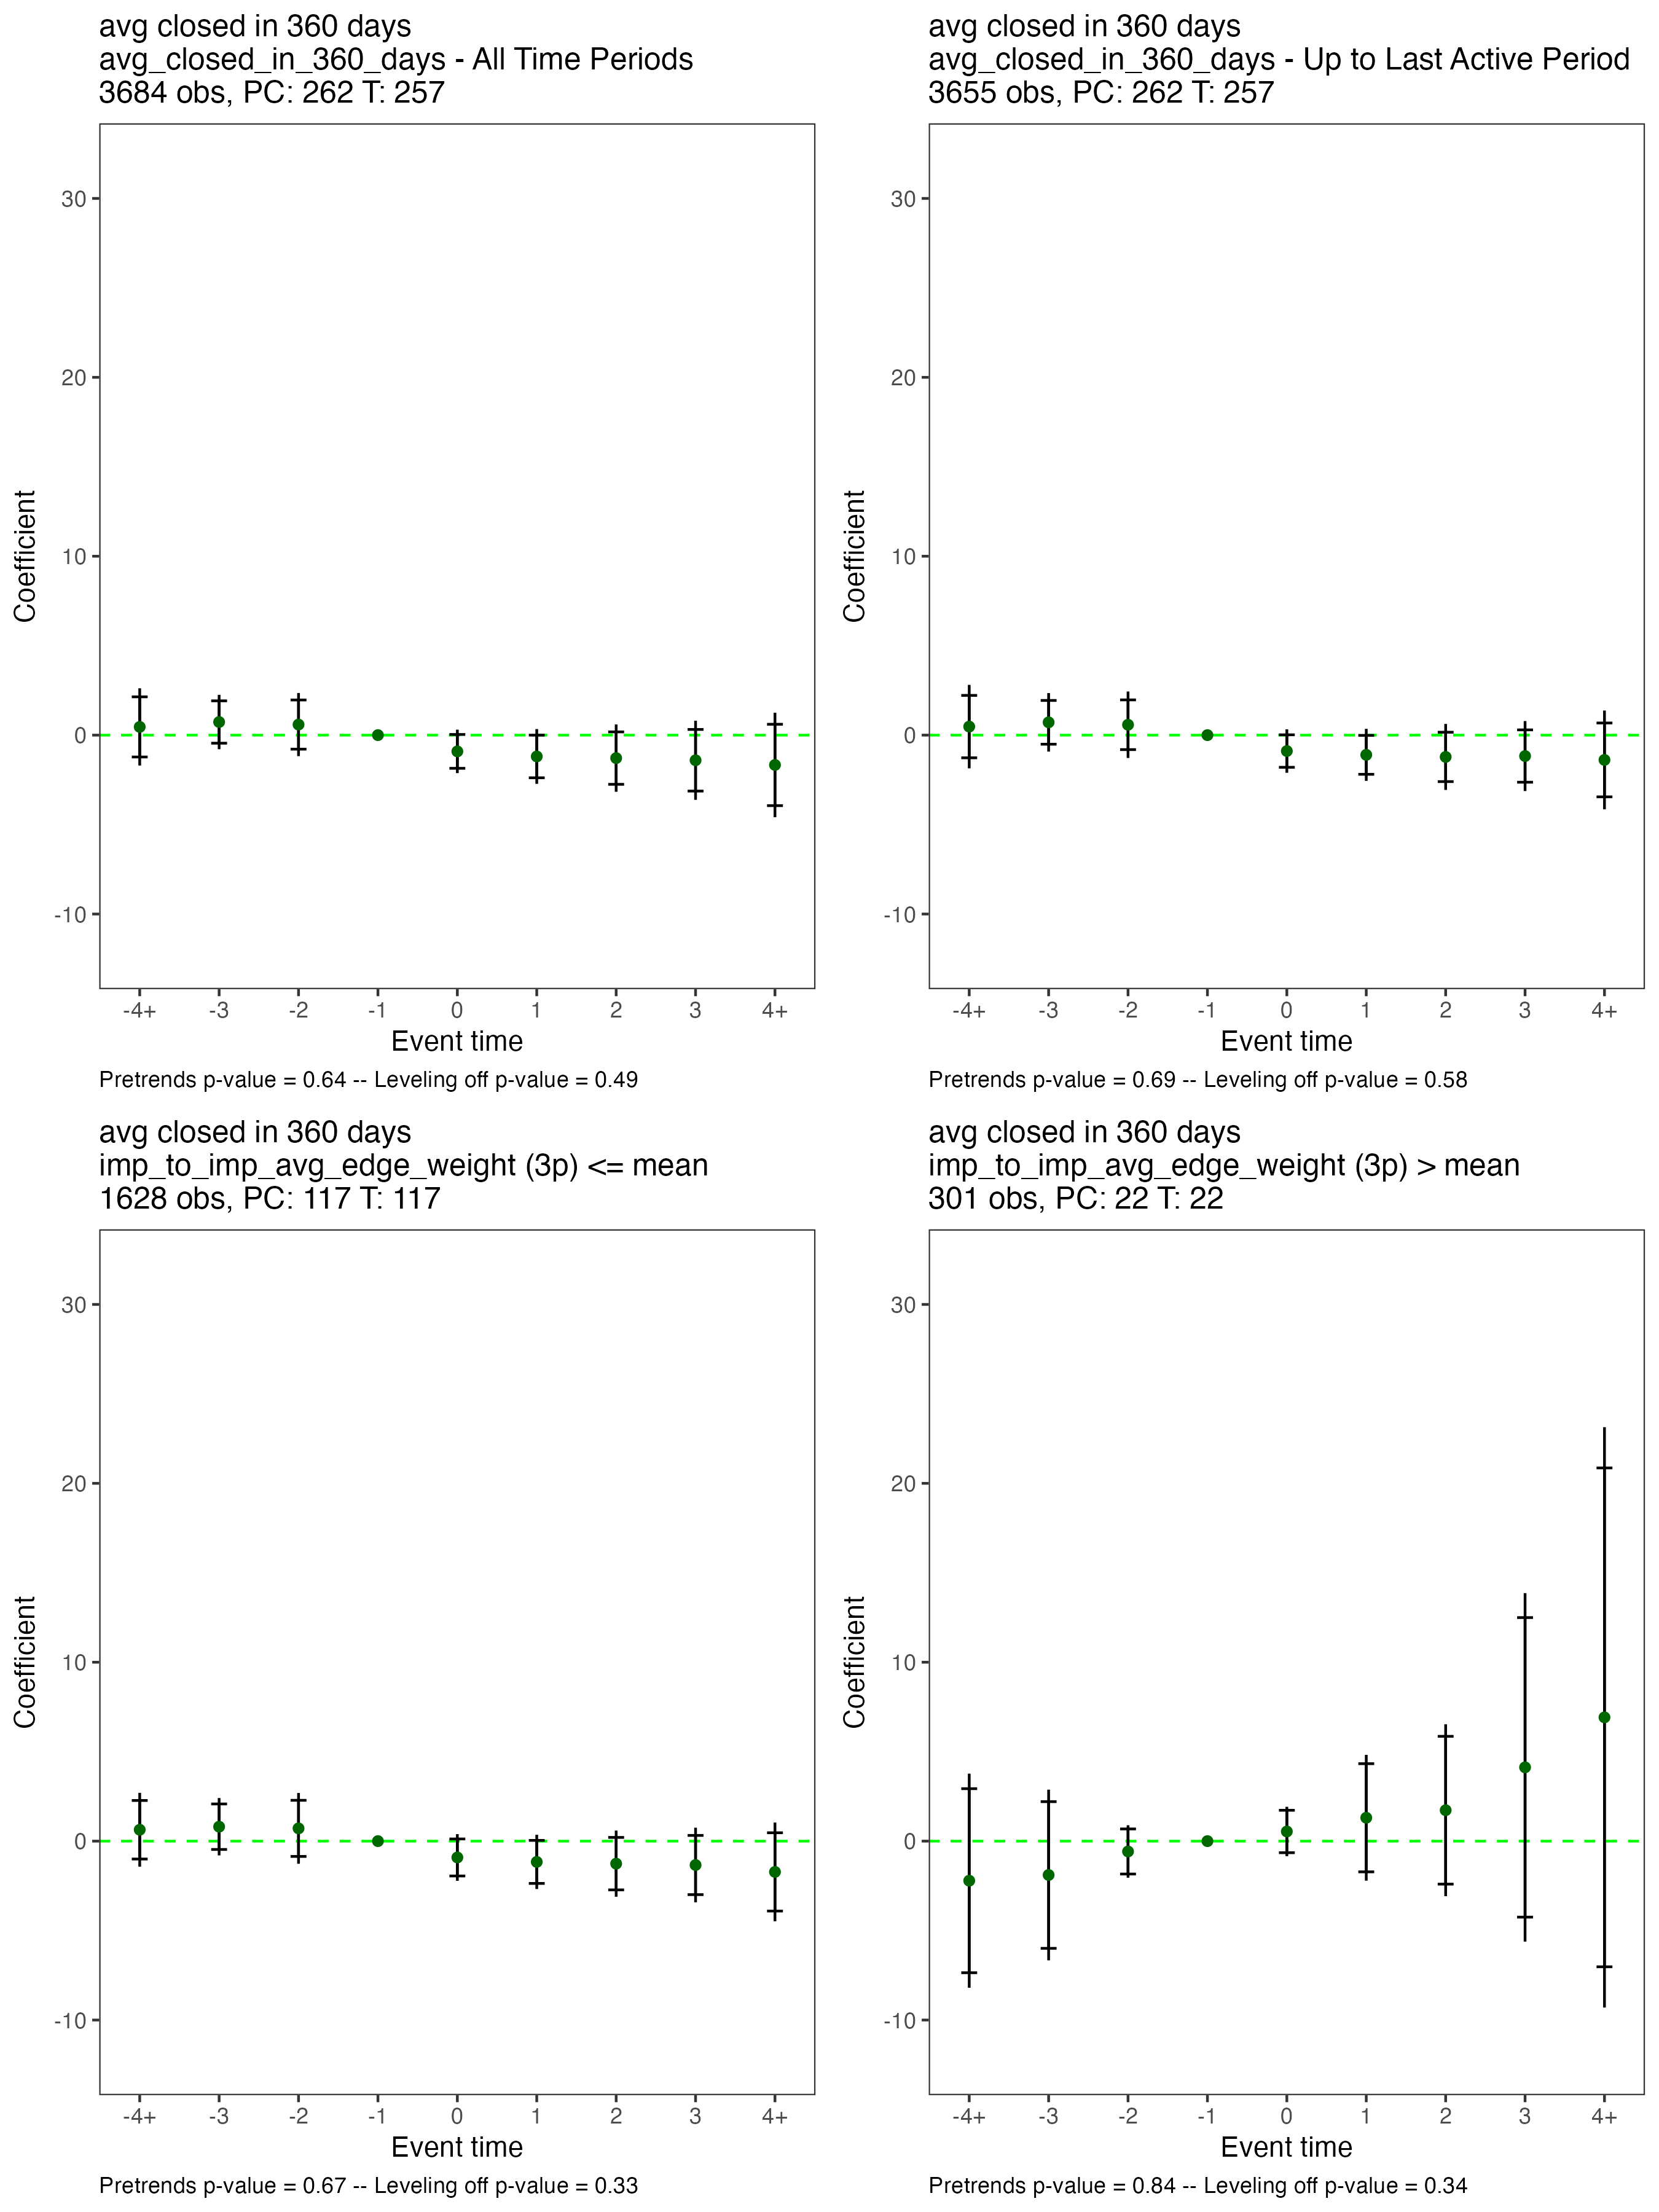 avg closed in 360 days
avg_closed_in_360_days - All Time Periods
3684 obs, PC: 262 T: 257
30
20
10
0
-10
Coefficient
-4+ -3 -2 -1 0 1 2 3 4+
Event time
Pretrends p-value = 0.64 -- Leveling off p-value = 0.49
avg closed in 360 days
avg_closed_in_360_days - Up to Last Active Period
3655 obs, PC: 262 T: 257
30
20
10
0
-10
Coefficient
-4+ -3 -2 -1 0 1 2 3 4+
Event time
Pretrends p-value = 0.69 -- Leveling off p-value = 0.58
avg closed in 360 days
imp_to_imp_avg_edge_weight (3p) <= mean
1628 obs, PC: 117 T: 117
30
20
10
0
-10
Coefficient
-4+ -3 -2 -1 0 1 2 3 4+
Event time
Pretrends p-value = 0.67 -- Leveling off p-value = 0.33
avg closed in 360 days
imp_to_imp_avg_edge_weight (3p) > mean
301 obs, PC: 22 T: 22
30
20
10
0
-10
Coefficient
-4+ -3 -2 -1 0 1 2 3 4+
Event time
Pretrends p-value = 0.84 -- Leveling off p-value = 0.34